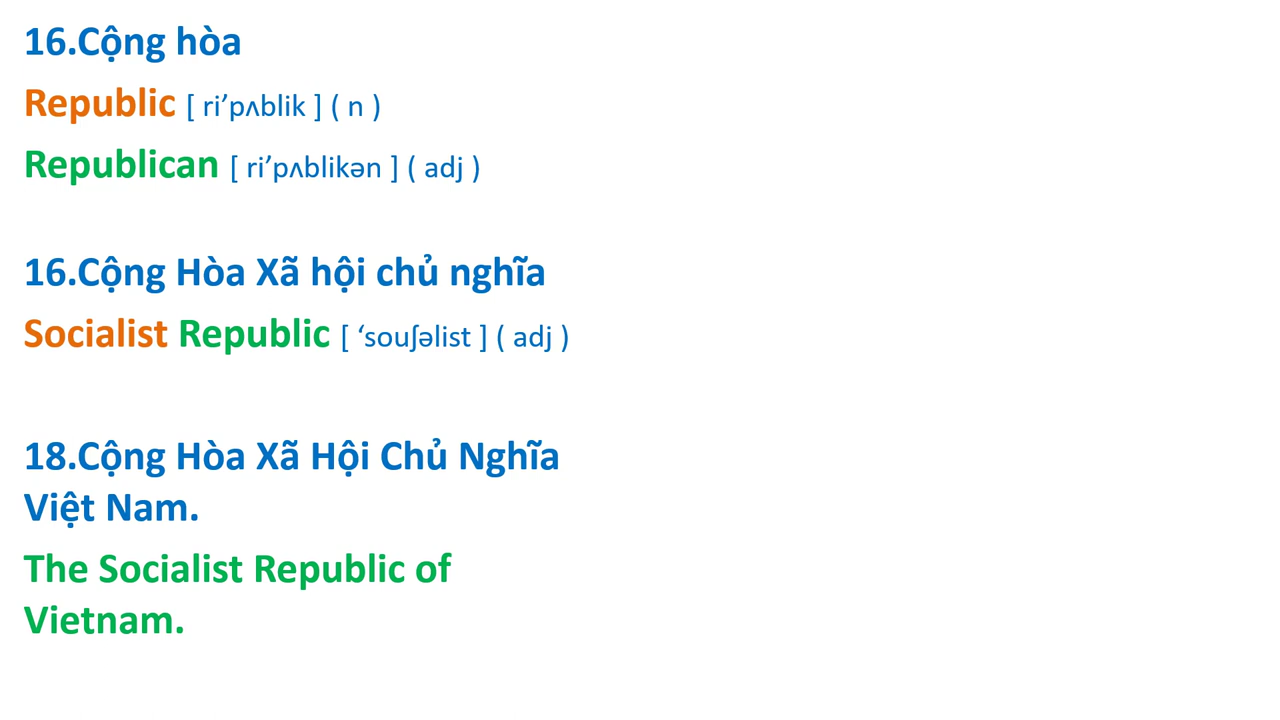 16.Cộng hòa
Republic [ ri’pʌblik ] ( n )
Republican [ ri’pʌblikən ] ( adj )
16.Cộng Hòa Xã hội chủ nghĩa
Socialist Republic [ ‘souʃəlist ] ( adj )
18.Cộng Hòa Xã Hội Chủ Nghĩa
Việt Nam.
The Socialist Republic of
Vietnam.